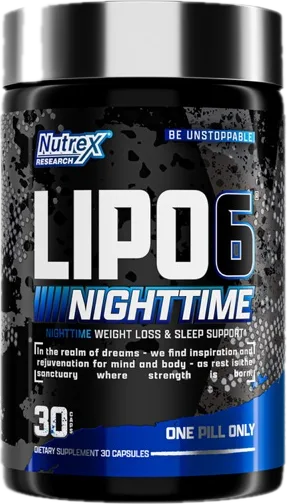 Nutrex
RESEARCH
BE UNSTOPPABLE!
LIPO6
NIGHTTIME
NIGHTTIME WEIGHT LOSS & SLEEP SUPPORT
In the realm of dreams - we find inspiration and
rejuvenation for mind and body - as rest is the
sanctuary where strength is born
30
CAPS
ONE PILL ONLY
DIETARY SUPPLEMENT 30 CAPSULES